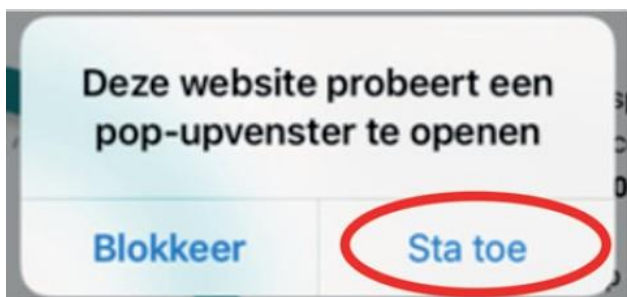 Deze website probeert een
pop-upvenster te openen
Blokkeer
Sta toe